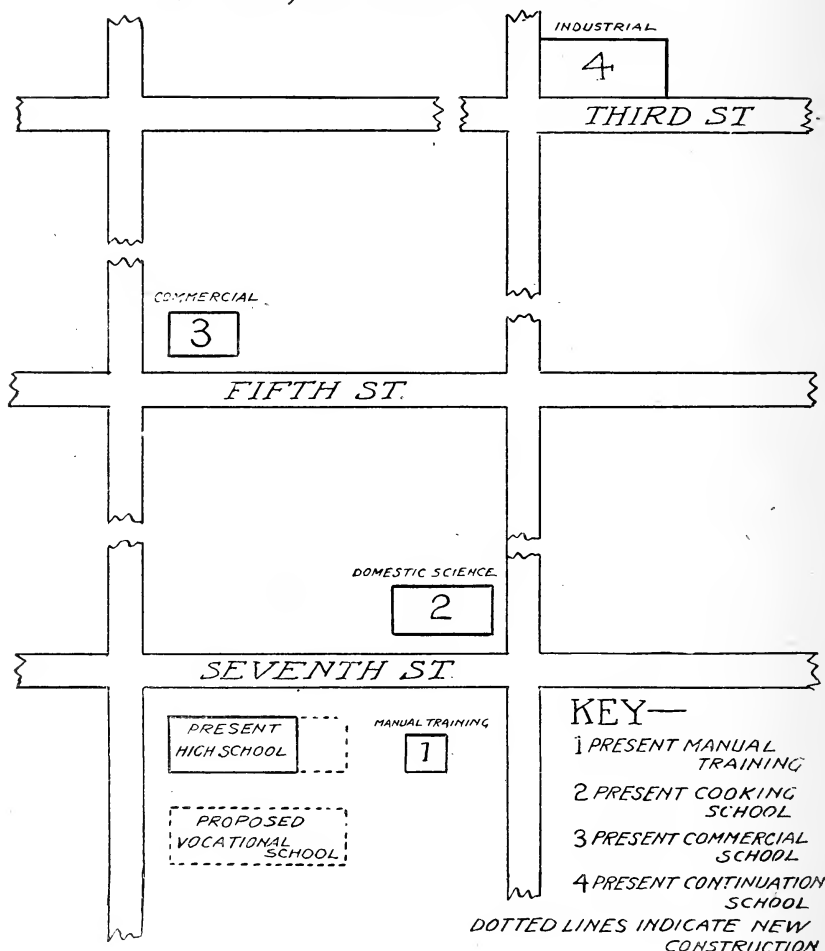 INDUSTRIAL
4
THIRD ST
COMMERCIAL
3
FIFTH ST.
DOMESTIC SCIENCE
2
SEVENTH ST.
PRESENT
HIGH SCHOOL
MANUAL TRAINING
1
PROPOSED
VOCATIONAL
SCHOOL
KEY—
1 PRESENT MANUAL
TRAINING
2 PRESENT COOKING
SCHOOL
3 PRESENT COMMERCIAL
SCHOOL
4 PRESENT CONTINUATION
SCHOOL
DOTTED LINES INDICATE NEW
CONSTRUCTION